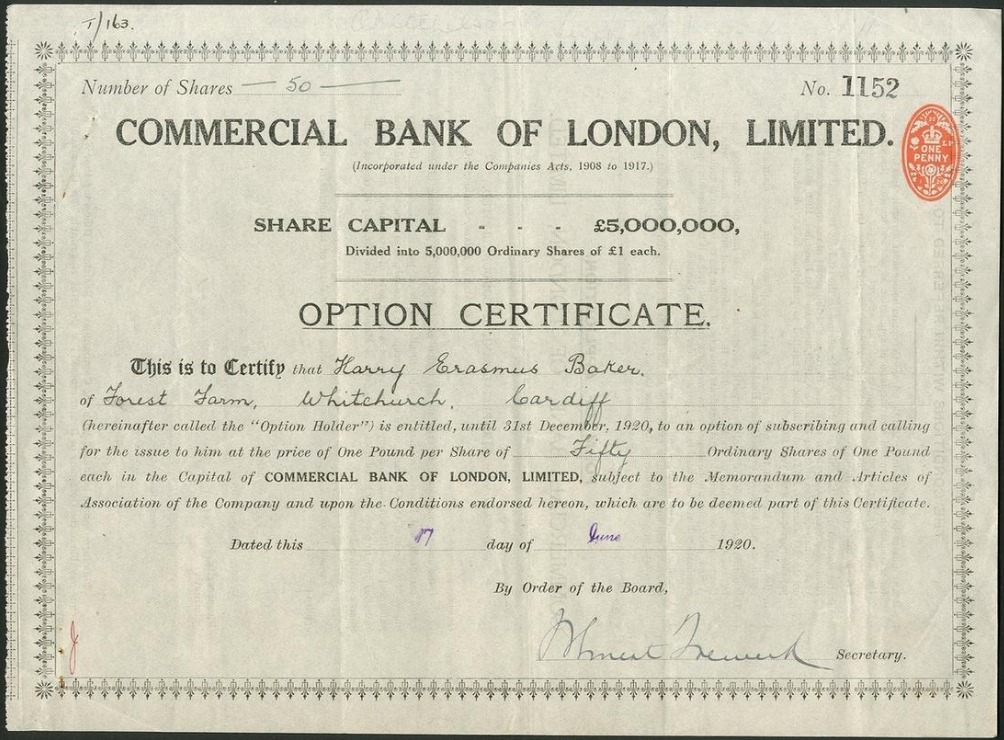 T/163.
Number of Shares — 50 — No. 1152
COMMERCIAL BANK OF LONDON, LIMITED.
(Incorporated under the Companies Acts, 1908 to 1917.)
ONE
PENNY
SHARE CAPITAL - - - £5,000,000,
Divided into 5,000,000 Ordinary Shares of £1 each.
OPTION CERTIFICATE.
This is to Certify that Harry Erasmus Baker.
of Forest Farm, Whitchurch, Cardiff
(hereinafter called the "Option Holder") is entitled, until 31st December, 1920, to an option of subscribing and calling
for the issue to him at the price of One Pound per Share of Fifty Ordinary Shares of One Pound
each in the Capital of COMMERCIAL BANK OF LONDON, LIMITED, subject to the Memorandum and Articles of
Association of the Company and upon the Conditions endorsed hereon, which are to be deemed part of this Certificate.
Dated this 17 day of June 1920.
By Order of the Board,
Secretary.